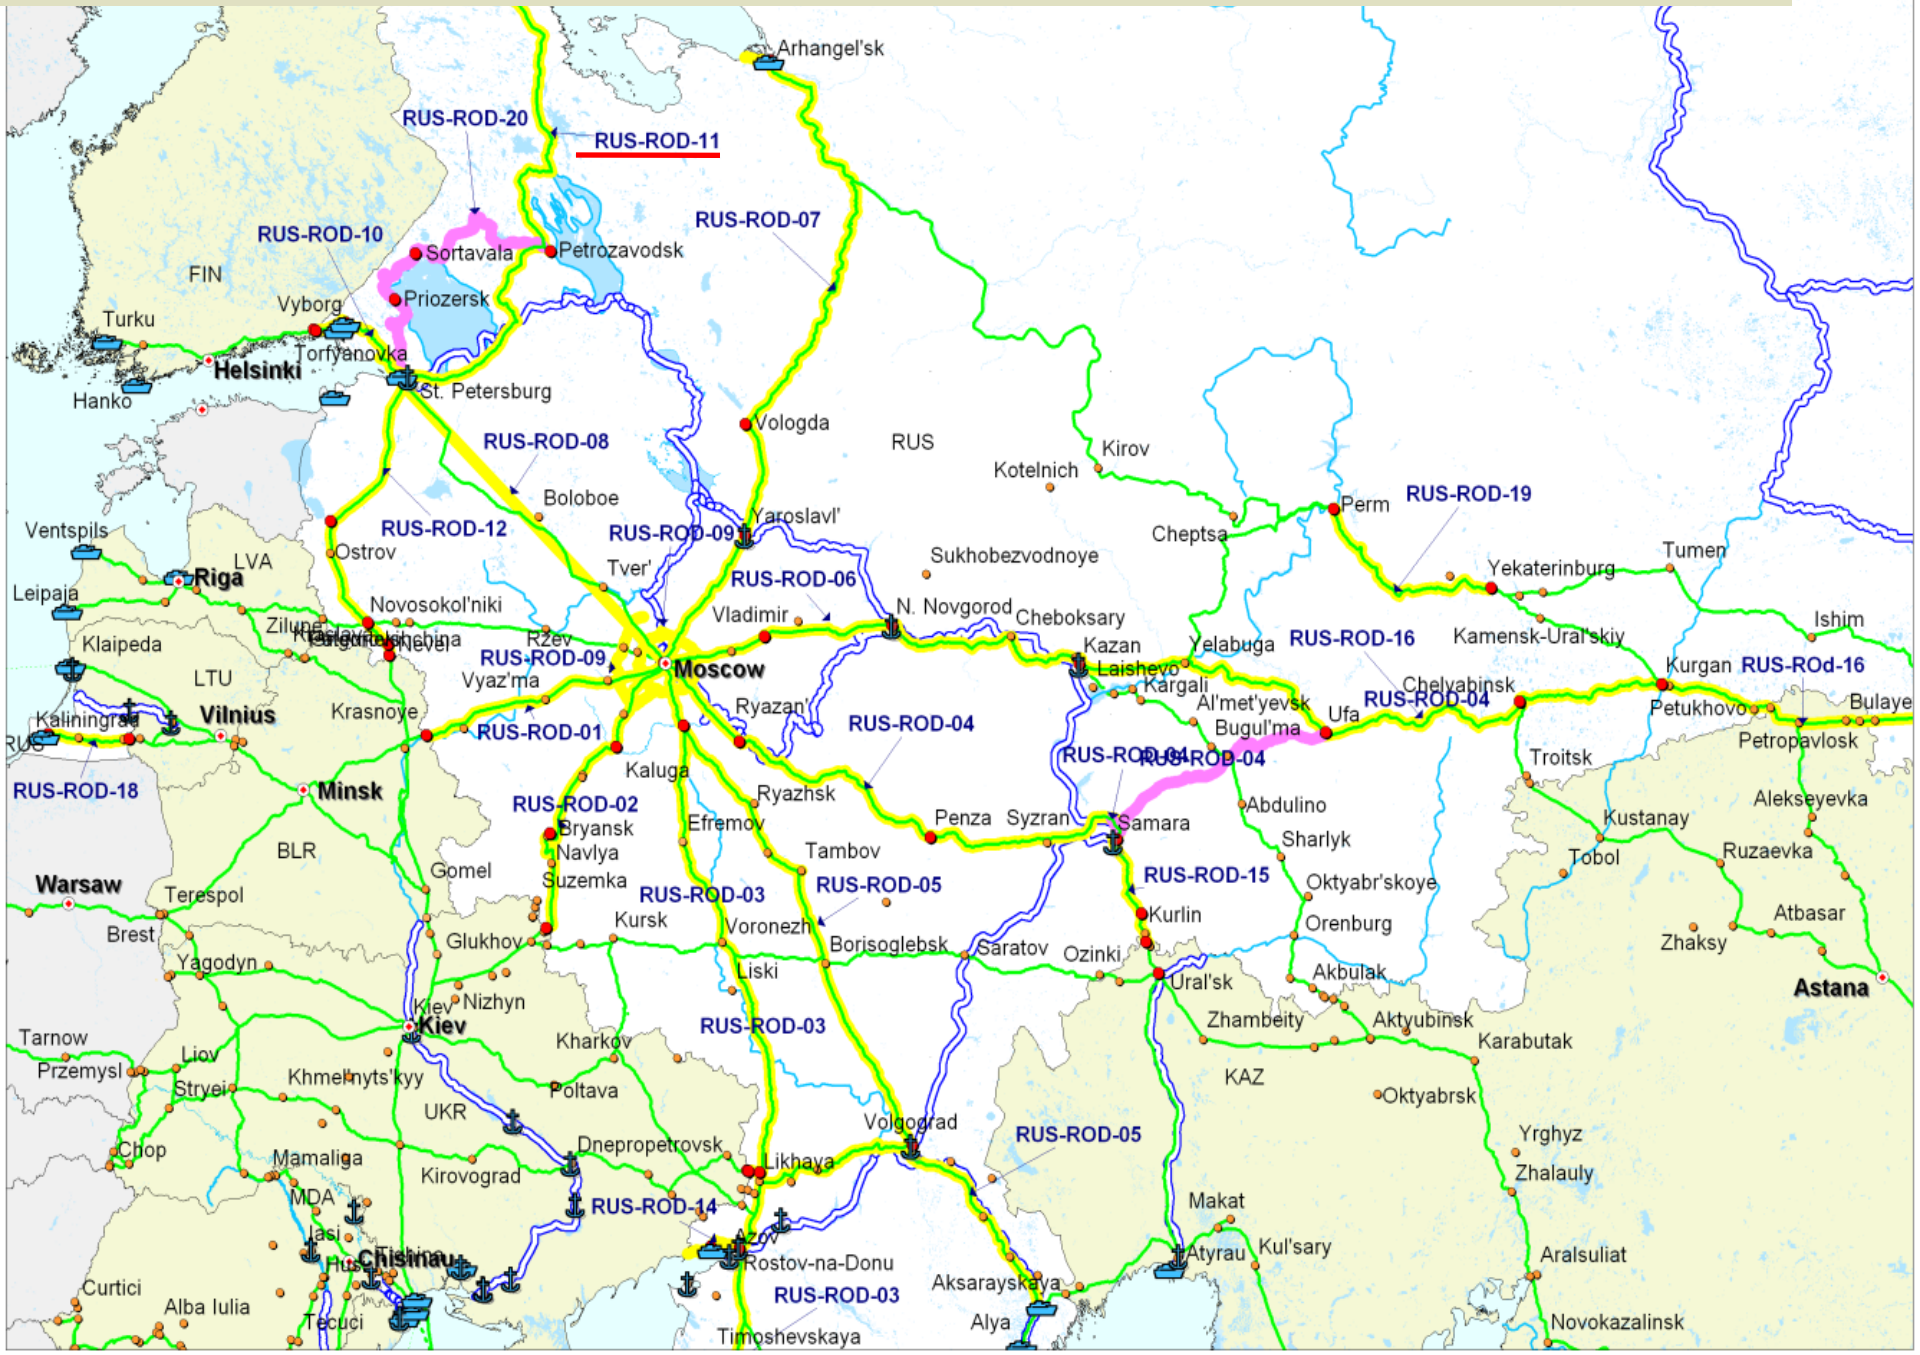 Arhangel'sk
RUS-ROD-20
RUS-ROD-11
RUS-ROD-07
RUS-ROD-10
Sortavala
Petrozavodsk
FIN
Priozersk
Vyborg
Turku
Torfyanovka
Helsinki
St. Petersburg
Hanko
Vologda
RUS-ROD-08
RUS
Kirov
Kotelnich
Boloboe
RUS-ROD-19
Perm
Yaroslavl'
RUS-ROD-12
RUS-ROD-09
Cheptsa
Ventspils
Ostrov
LVA
Sukhobezvodnoye
Tumen
Tver'
Yekaterinburg
Riga
RUS-ROD-06
Leipaja
Novosokol'niki
Vladimir
N. Novgorod
Cheboksary
Ishim
Zilupe
Nevel
Klaipeda
Rzev
Kamensk-Ural'skiy
RUS-ROD-16
Kazan
Yelabuga
RUS-ROD-09
Moscow
Laishevo
Kurgan
RUS-ROd-16
LTU
Vyaz'ma
Kargali
Chelyabinsk
RUS-ROD-04
Al'met'yevsk
Bulaye
Petukhovo
Krasnoye
Ryazan'
Vilnius
Kaliningrad
RUS-ROD-04
Ufa
Bugul'ma
RUS-ROD-01
RUS
Petropavlosk
RUS-ROD-04
RUS-ROD-04
Kaluga
Troitsk
RUS-ROD-18
Minsk
Ryazhsk
Alekseyevka
RUS-ROD-02
Abdulino
Kustanay
Penza
Syzran
Samara
Bryansk
Efremov
Sharlyk
BLR
Navlya
Tambov
Tobol
Ruzaevka
Gomel
Suzemka
RUS-ROD-15
Warsaw
RUS-ROD-03
RUS-ROD-05
Oktyabr'skoye
Terespol
Kursk
Kurlin
Atbasar
Brest
Glukhov
Voronezh
Borisoglebsk
Saratov
Ozinki
Orenburg
Zhaksy
Yagodyn
Liski
Akbulak
Ural'sk
Astana
Nizhyn
Kiev
Kiev
RUS-ROD-03
Zhambeity
Aktyubinsk
Tarnow
Kharkov
Karabutak
Liov
Przemysl
Khmel'nyts'kyy
KAZ
Stryei
Poltava
Oktyabrsk
UKR
Volgograd
Yrghyz
RUS-ROD-05
Dnepropetrovsk
Chop
Mamaliga
Kirovograd
Likhaya
Zhalauly
MDA
RUS-ROD-14
Makat
Iasi
Azov
Kul'sary
Chisinau
Atyrau
Aralsuliat
Rostov-na-Donu
Aksarayskaya
Curtici
RUS-ROD-03
Alba Iulia
Tecuci
Alya
Novokazalinsk
Timoshevskaya